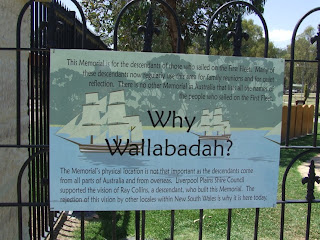 This Memorial is for the descendants of those who sailed on the First Fleet. Many of
these descendants now regularly use this area for family reunions and for quiet
reflection. There is no other Memorial in Australia that lists all the names of
the people who sailed on the First Fleet.
Why
Wallabadah?
The Memorial's physical location is not that important as the descendants come
from all parts of Australia and from overseas. Liverpool Plains Shire Council
supported the vision of Ray Collins, a descendant, who built this Memorial. The
rejection of this vision by other locales within New South Wales is why it is here today.